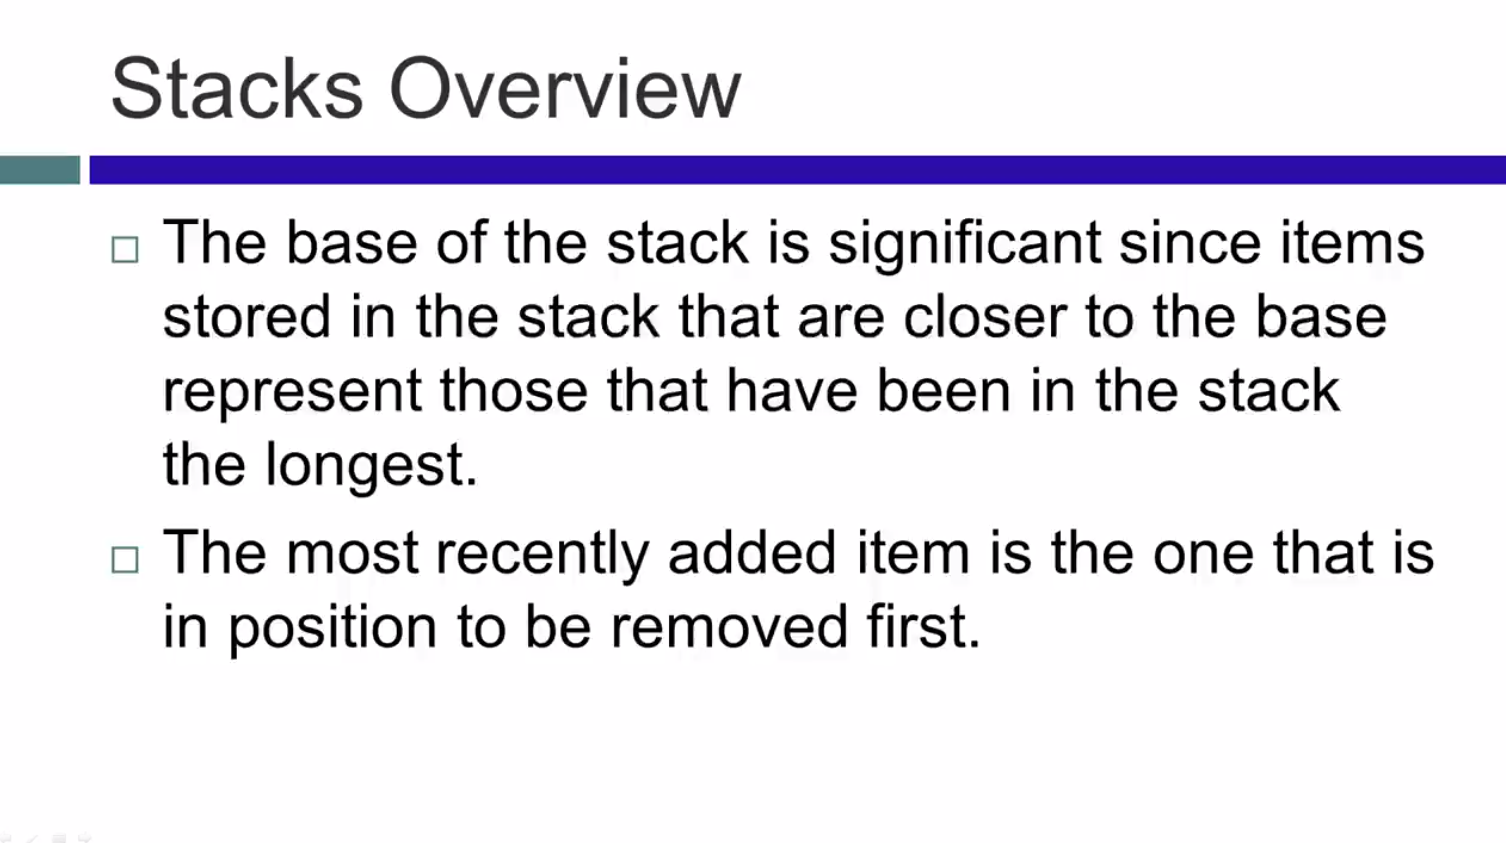 Stacks Overview
The base of the stack is significant since items
stored in the stack that are closer to the base
represent those that have been in the stack
the longest.
The most recently added item is the one that is
in position to be removed first.